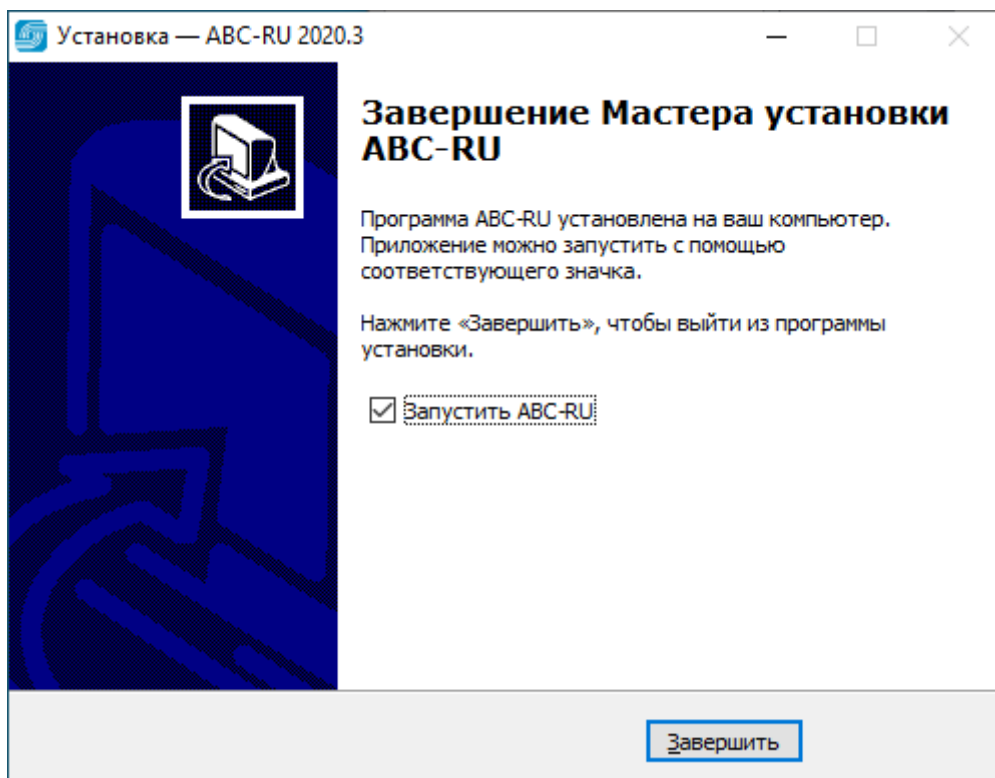 Установка — ABC-RU 2020.3
Завершение Мастера установки
ABC-RU
Программа ABC-RU установлена на ваш компьютер.
Приложение можно запустить с помощью
соответствующего значка.
Нажмите «Завершить», чтобы выйти из программы
установки.
Запустить ABC-RU
Завершить